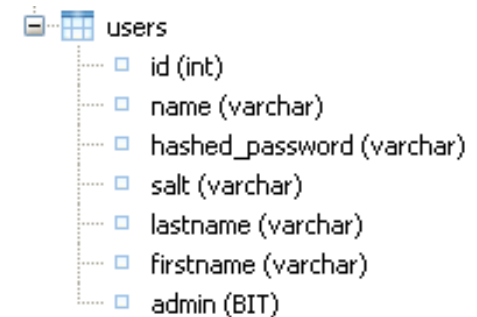 users
id (int)
name (varchar)
hashed_password (varchar)
salt (varchar)
lastname (varchar)
firstname (varchar)
admin (BIT)